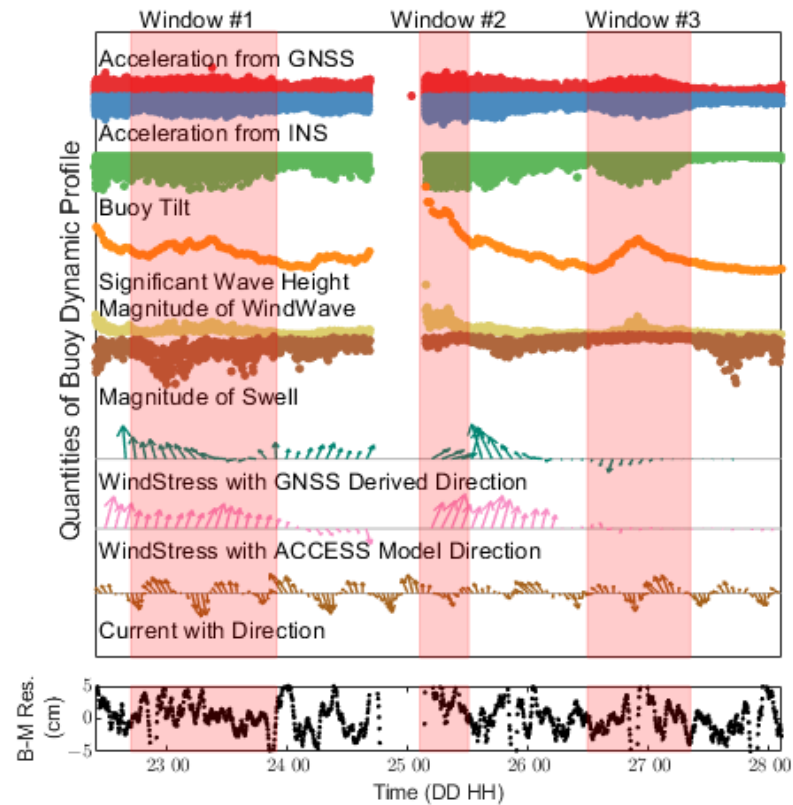 Window #1 Window #2 Window #3
Acceleration from GNSS
Acceleration from INS
Buoy Tilt
Significant Wave Height
Magnitude of WindWave
Magnitude of Swell
WindStress with GNSS Derived Direction
WindStress with ACCESS Model Direction
Current with Direction
Quantities of Buoy Dynamic Profile
5
0
−5
B-M Res.
(cm)
23 00 24 00 25 00 26 00 27 00 28 00
Time (DD HH)